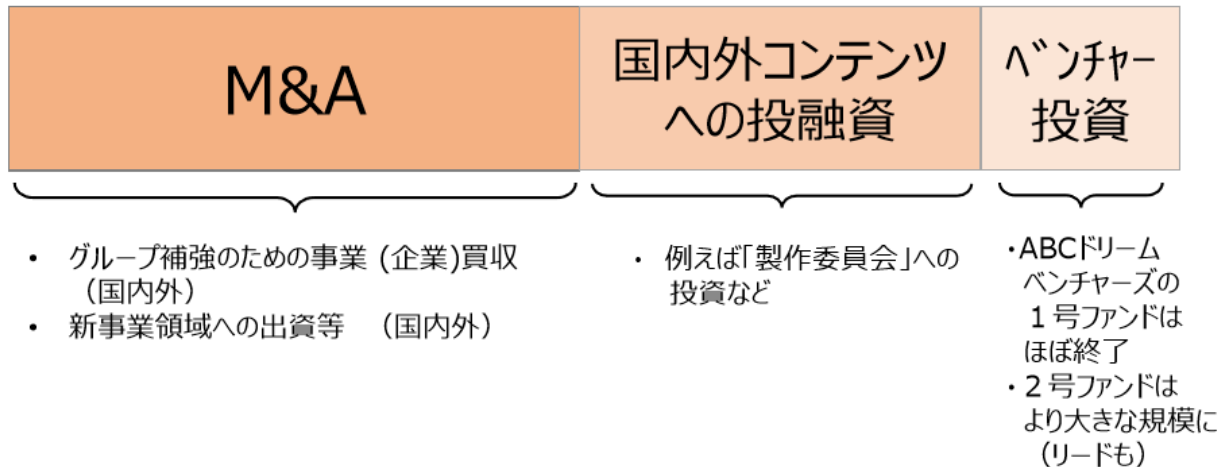 M&A
国内外コンテンツ
への投融資
ベンチャー
投資
• グループ補強のための事業 (企業)買収
（国内外）
• 新事業領域への出資等 （国内外）
・ 例えば「製作委員会」への
投資など
・ABCドリーム
ベンチャーズの
１号ファンドは
ほぼ終了
・２号ファンドは
より大きな規模に
（リードも）